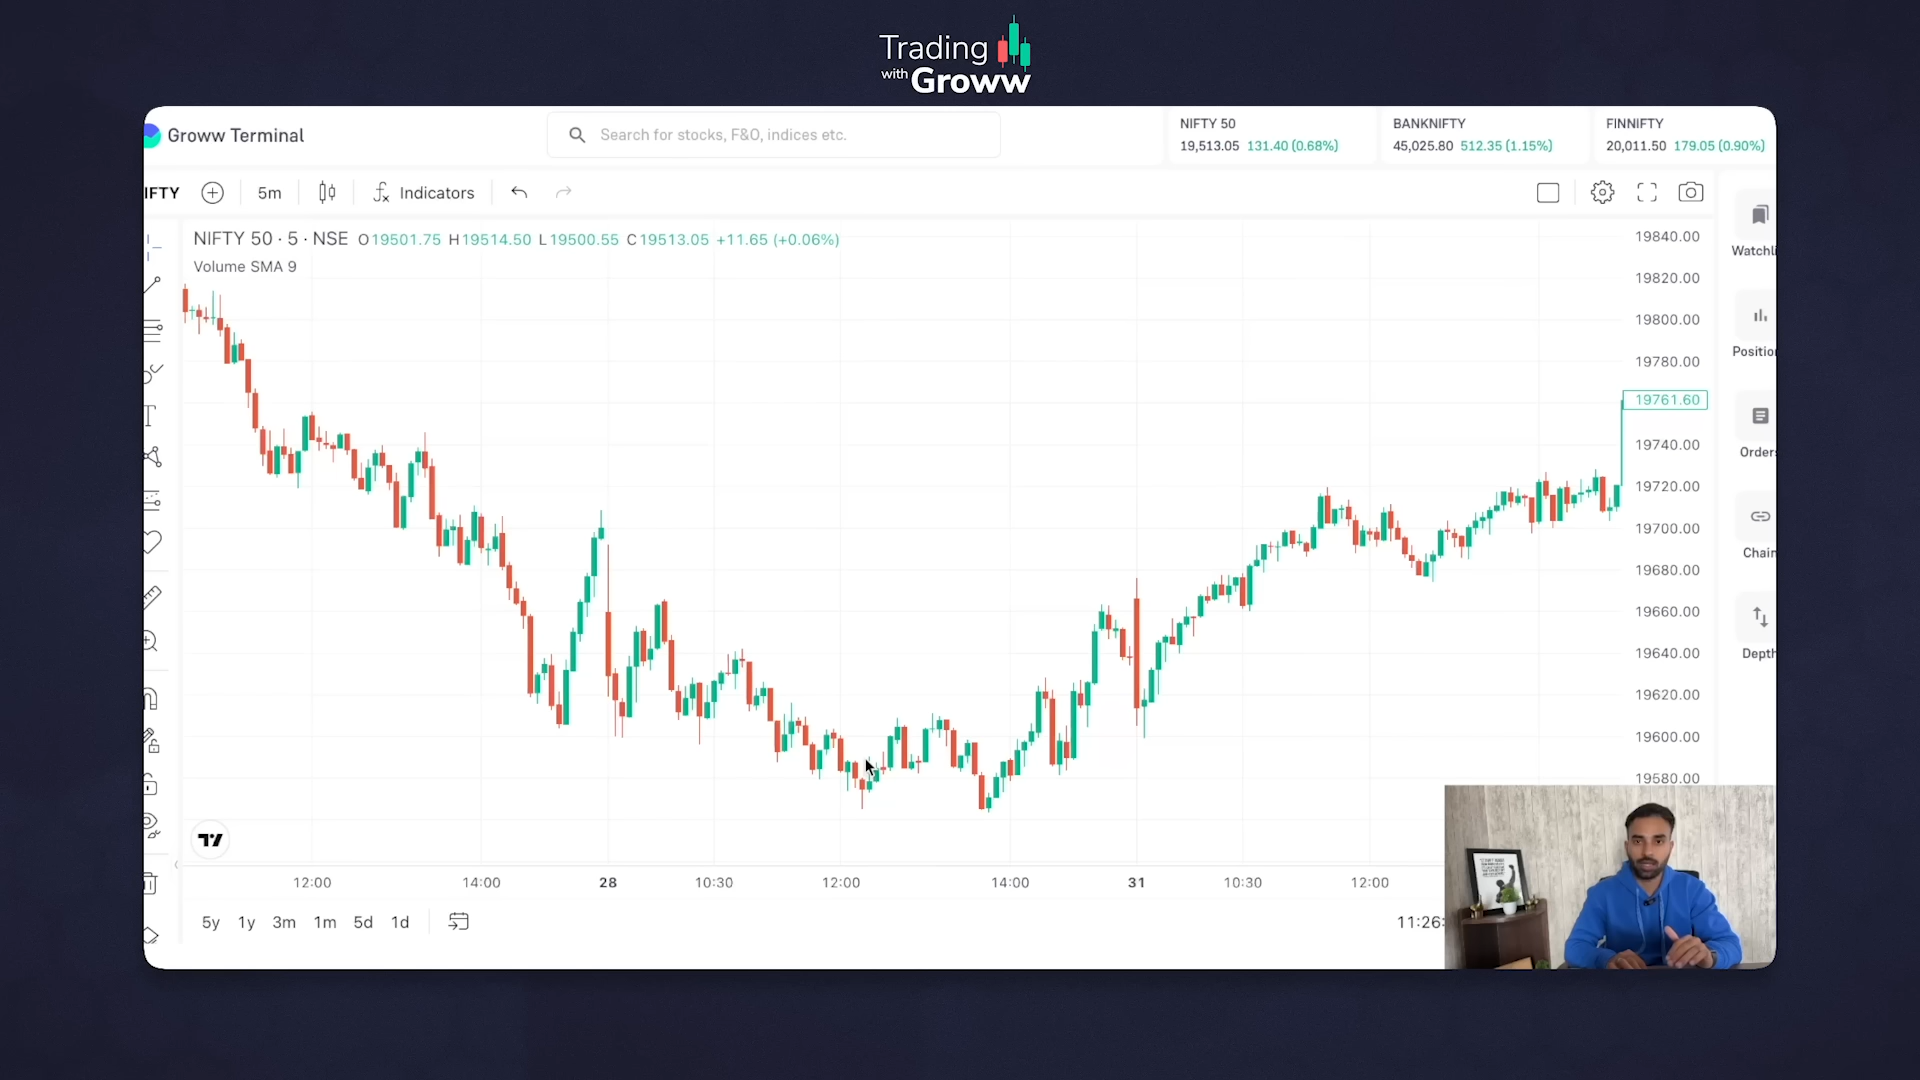 Trading
with Groww
Groww Terminal
Search for stocks, F&O, indices etc.
NIFTY 50
19,513.05 131.40 (0.68%)
BANKNIFTY
45,025.80 512.35 (1.15%)
FINNIFTY
20,011.50 179.05 (0.90%)
IFTY
5m
Indicators
NIFTY 50 · 5 · NSE O19501.75 H19514.50 L19500.55 C19513.05 +11.65 (+0.06%)
Volume SMA 9
19840.00
19820.00
19800.00
19780.00
19761.60
19740.00
19720.00
19700.00
19680.00
19660.00
19640.00
19620.00
19600.00
19580.00
Watchli
Position
Orders
Chain
Depth
12:00 14:00 28 10:30 12:00 14:00 31 10:30 12:00
5y 1y 3m 1m 5d 1d
11:26: